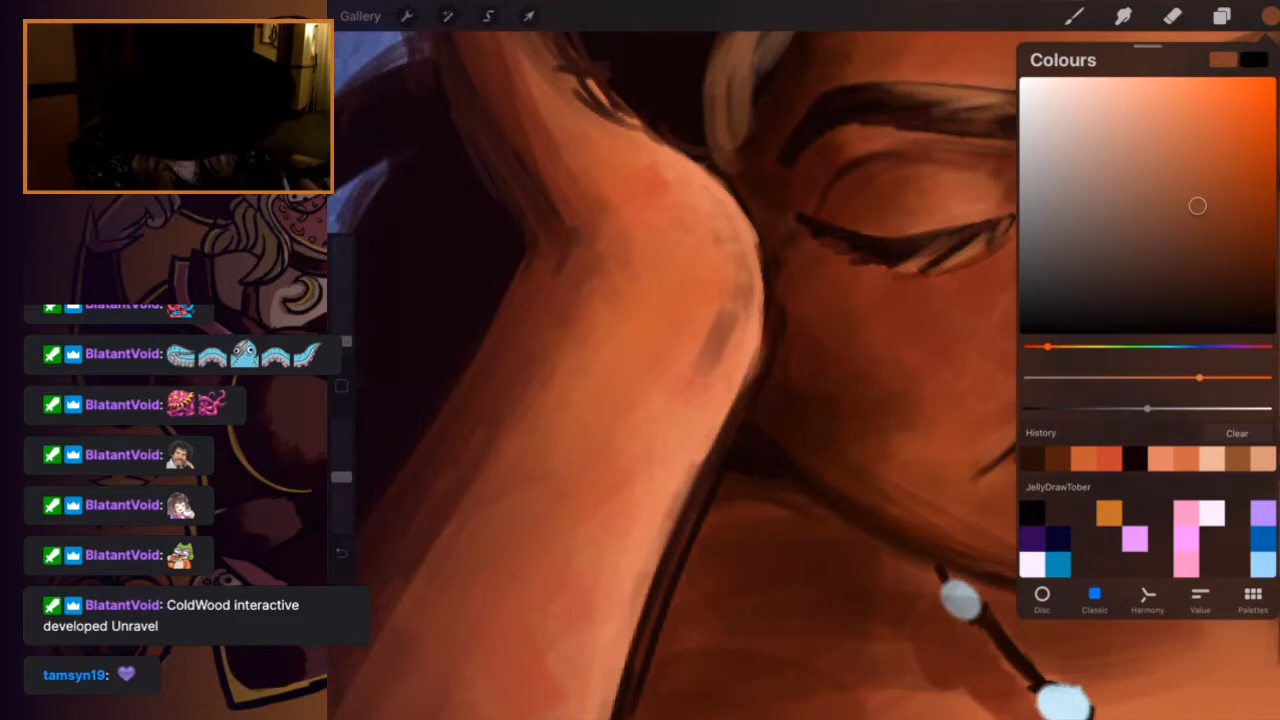 Gallery
Colours
BlatantVoid:
BlatantVoid:
BlatantVoid:
BlatantVoid:
BlatantVoid:
BlatantVoid:
BlatantVoid: ColdWood interactive
developed Unravel
tamsyn19:
History
Clear
JellyDrawTober
Disc
Classic
Harmony
Value
Palettes